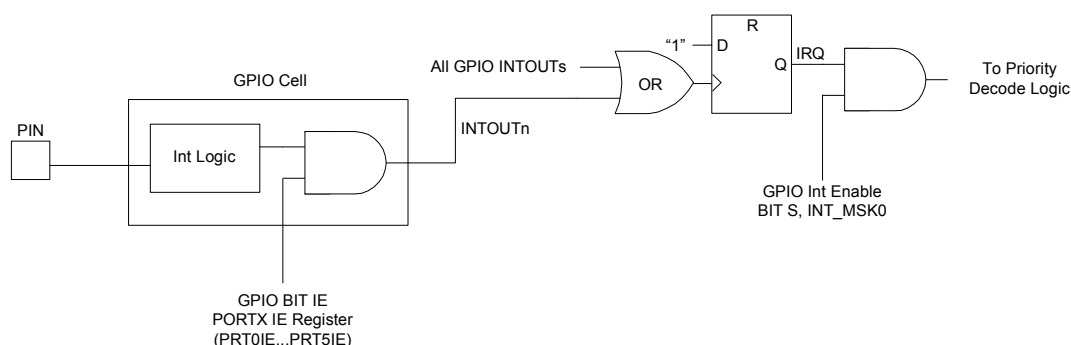 R
"1"
D
Q
IRQ
All GPIO INTOUTs
OR
To Priority
Decode Logic
GPIO Cell
PIN
Int Logic
INTOUTn
GPIO Int Enable
BIT S, INT_MSK0
GPIO BIT IE
PORTX IE Register
(PRT0IE...PRT5IE)